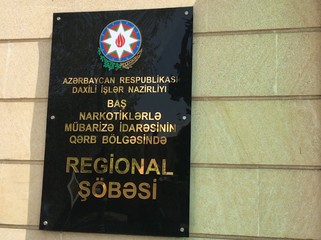 AZƏRBAYCAN RESPUBLİKASI
DAXİLİ İŞLƏR NAZİRLİYİ
BAŞ
NARKOTİKLƏRLƏ
MÜBARİZƏ İDARƏSİNİN
QƏRB BÖLGƏSİNDƏ
REGİONAL
ŞÖBƏSİ